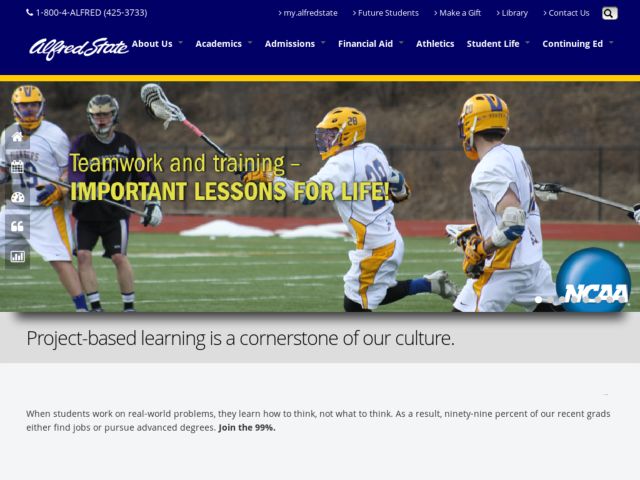 1-800-4-ALFRED (425-3733)
my.alfredstate
Future Students
Make a Gift
Library
Contact Us
Alfred State
About Us
Academics
Admissions
Financial Aid
Athletics
Student Life
Continuing Ed
Teamwork and training –
IMPORTANT LESSONS FOR LIFE!
28
NCAA
Project-based learning is a cornerstone of our culture.
When students work on real-world problems, they learn how to think, not what to think. As a result, ninety-nine percent of our recent grads
either find jobs or pursue advanced degrees. Join the 99%.